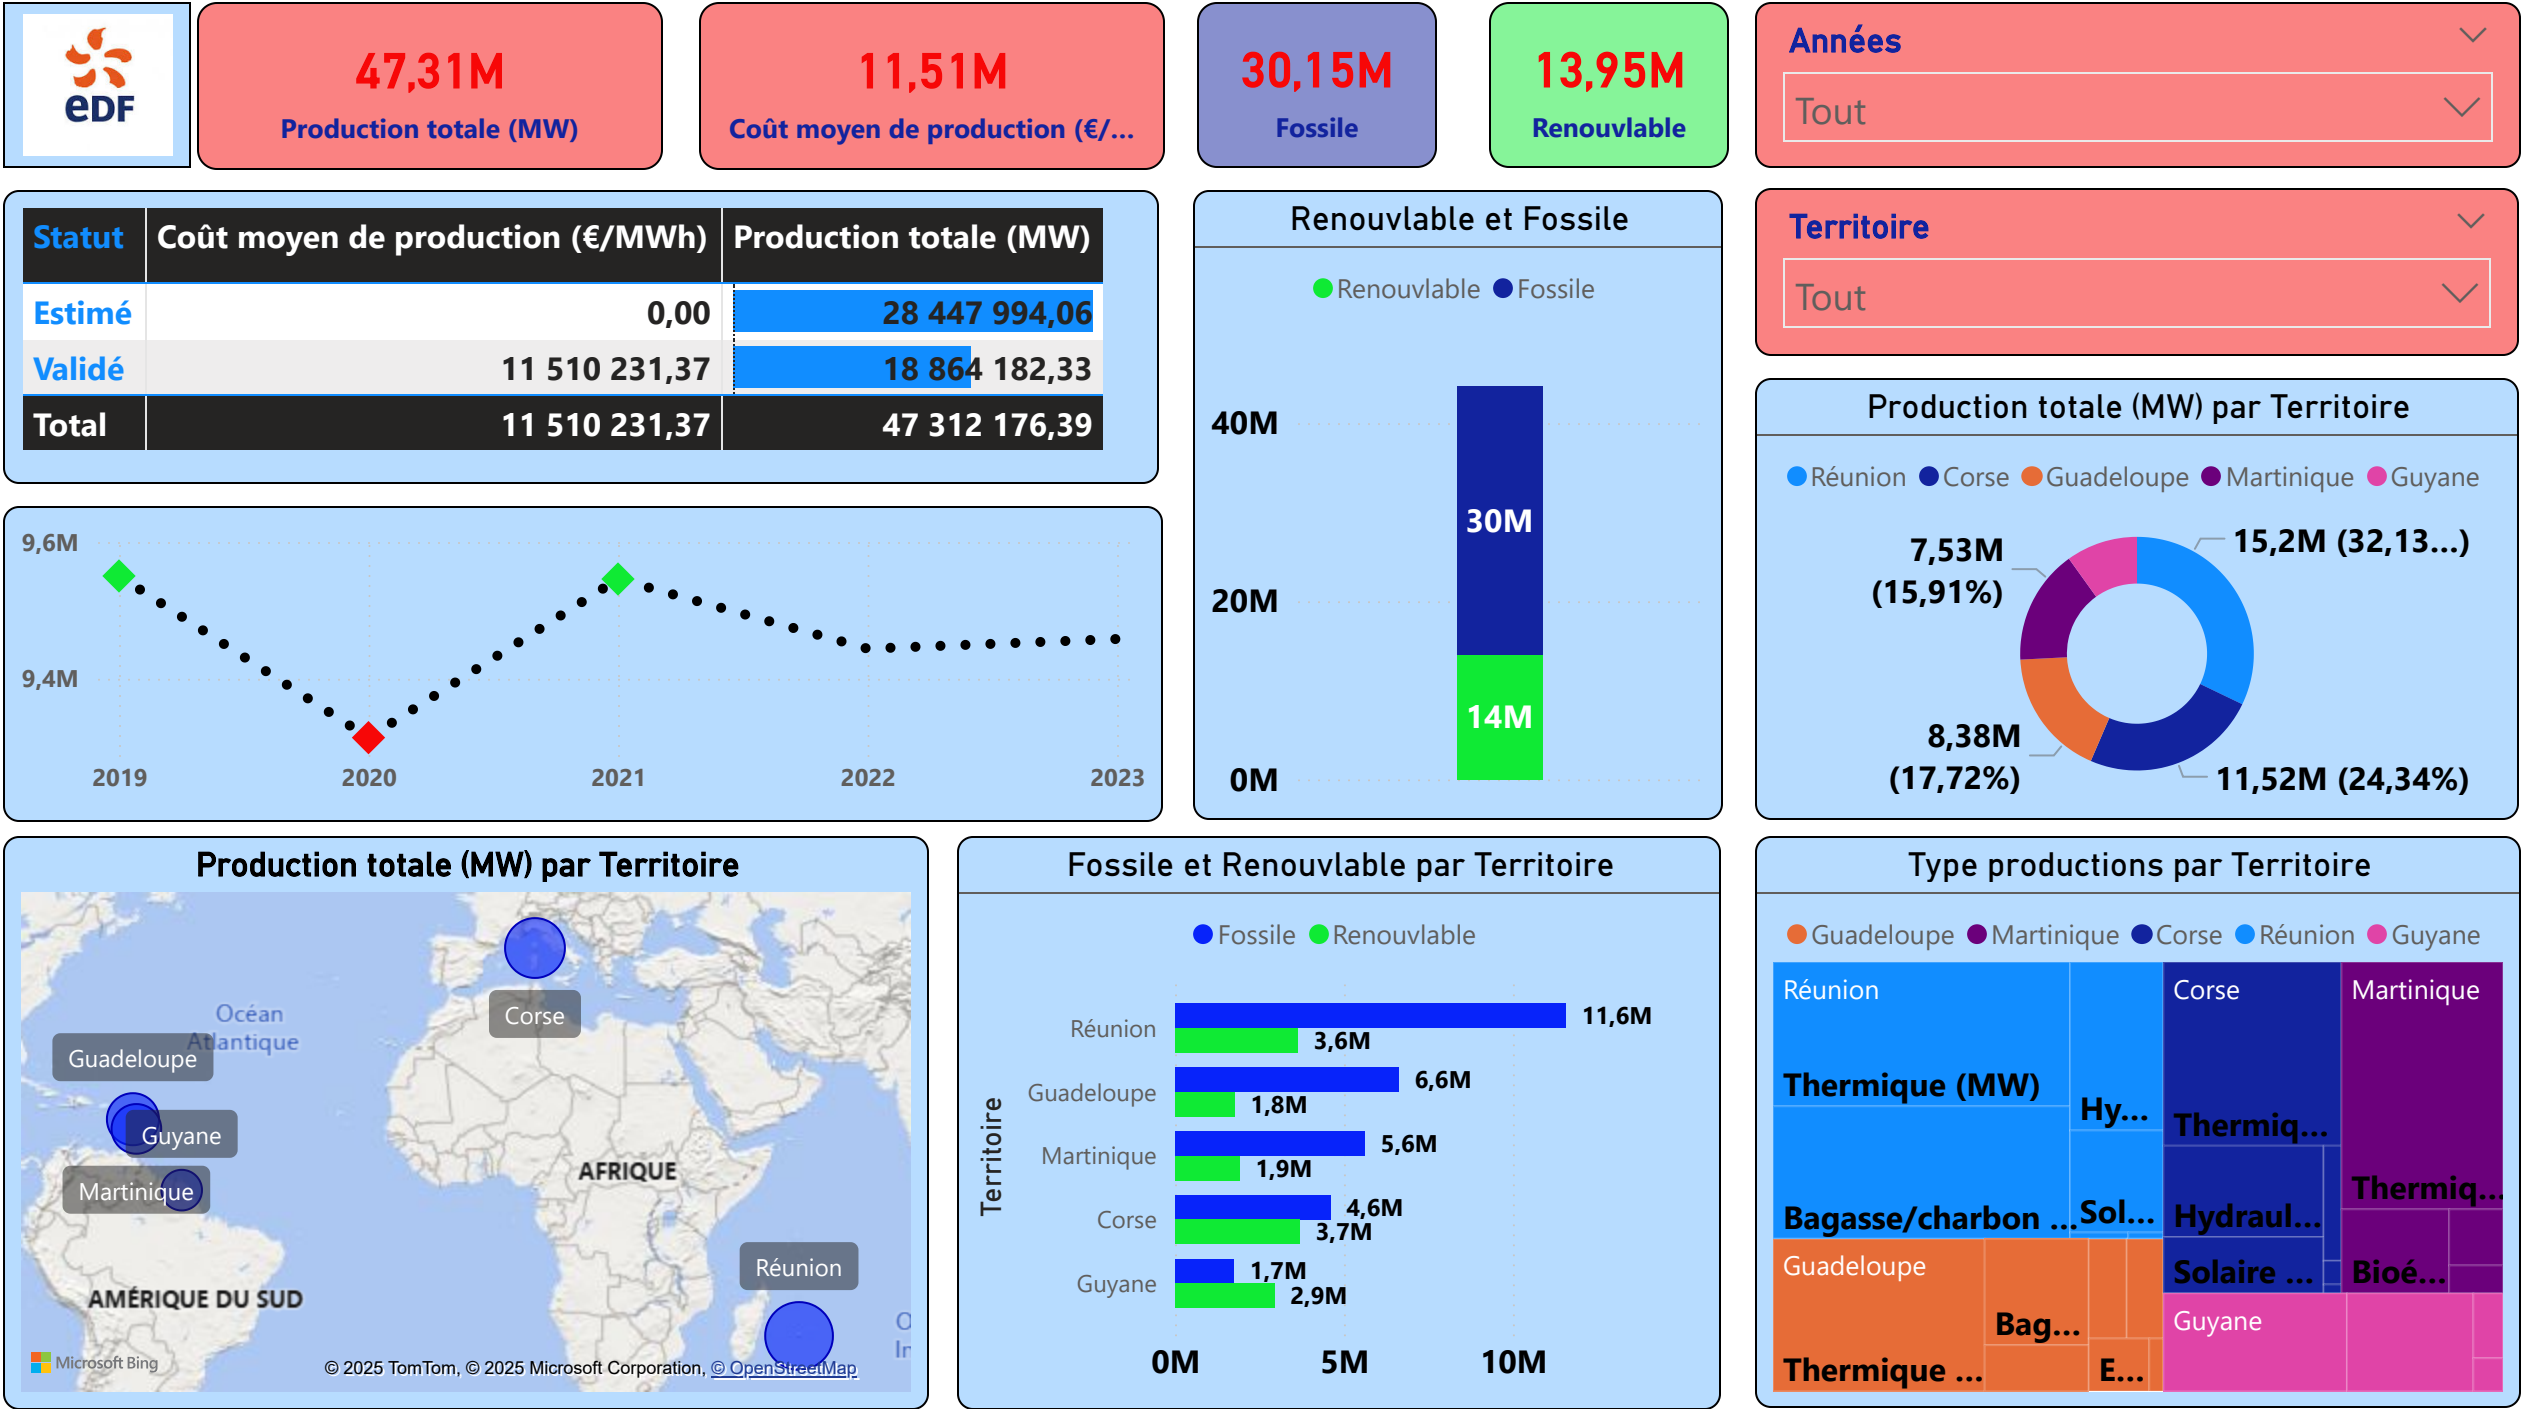 eDF
47,31M
Production totale (MW)
11,51M
Coût moyen de production (€/...
30,15M
Fossile
13,95M
Renouvlable
Années
Tout
Territoire
Tout
Statut Coût moyen de production (€/MWh) Production totale (MW)
Estimé 0,00 28 447 994,06
Validé 11 510 231,37 18 864 182,33
Total 11 510 231,37 47 312 176,39
Renouvlable et Fossile
Renouvlable Fossile
40M
20M
0M
30M
14M
Production totale (MW) par Territoire
Réunion Corse Guadeloupe Martinique Guyane
15,2M (32,13...)
7,53M
(15,91%)
8,38M
(17,72%)
11,52M (24,34%)
9,6M
9,4M
2019 2020 2021 2022 2023
Production totale (MW) par Territoire
Océan
Atlantique
Corse
Guadeloupe
Guyane
Martinique
AFRIQUE
Réunion
AMÉRIQUE DU SUD
O
In
Microsoft Bing
© 2025 TomTom, © 2025 Microsoft Corporation, © OpenStreetMap
Fossile et Renouvlable par Territoire
Fossile Renouvlable
Territoire
Réunion 11,6M
3,6M
Guadeloupe 6,6M
1,8M
Martinique 5,6M
1,9M
Corse 4,6M
3,7M
Guyane 1,7M
2,9M
0M 5M 10M
Type productions par Territoire
Guadeloupe Martinique Corse Réunion Guyane
Réunion
Thermique (MW)
Hy...
Bagasse/charbon ...
Sol...
Corse
Thermiq...
Hydraul...
Solaire ...
Martinique
Thermiq...
Bioé...
Guadeloupe
Thermique ...
Bag...
E...
Guyane